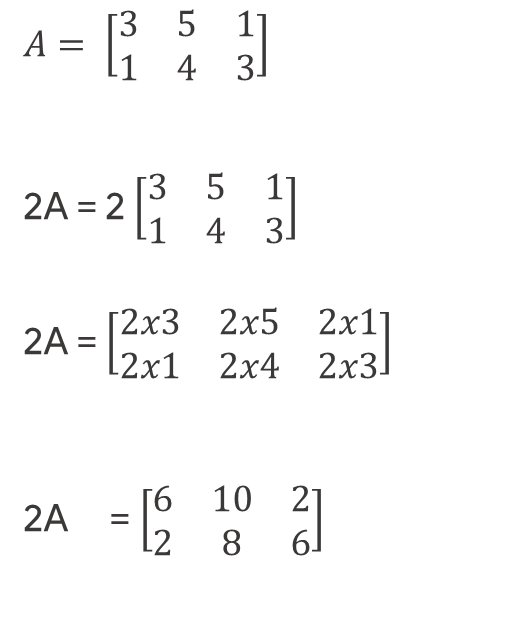 A = [3 5 1]
[1 4 3]
2A = 2 [3 5 1]
[1 4 3]
2A = [2x3 2x5 2x1]
[2x1 2x4 2x3]
2A = [6 10 2]
[2 8 6]